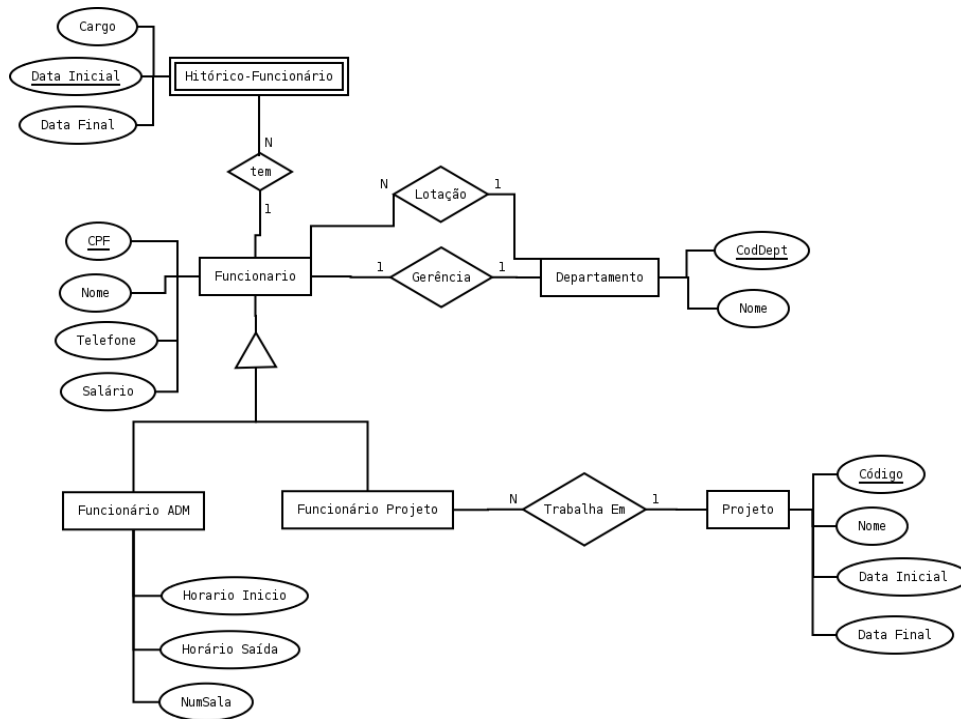 Cargo
Data Inicial
Hitórico-Funcionário
Data Final
N
tem
1
N
Lotação
1
CPF
Nome
Telefone
Salário
Funcionario
1
Gerência
1
Departamento
CodDept
Nome
Funcionário ADM
Funcionário Projeto
N
Trabalha Em
1
Projeto
Código
Nome
Data Inicial
Data Final
Horario Inicio
Horário Saída
NumSala